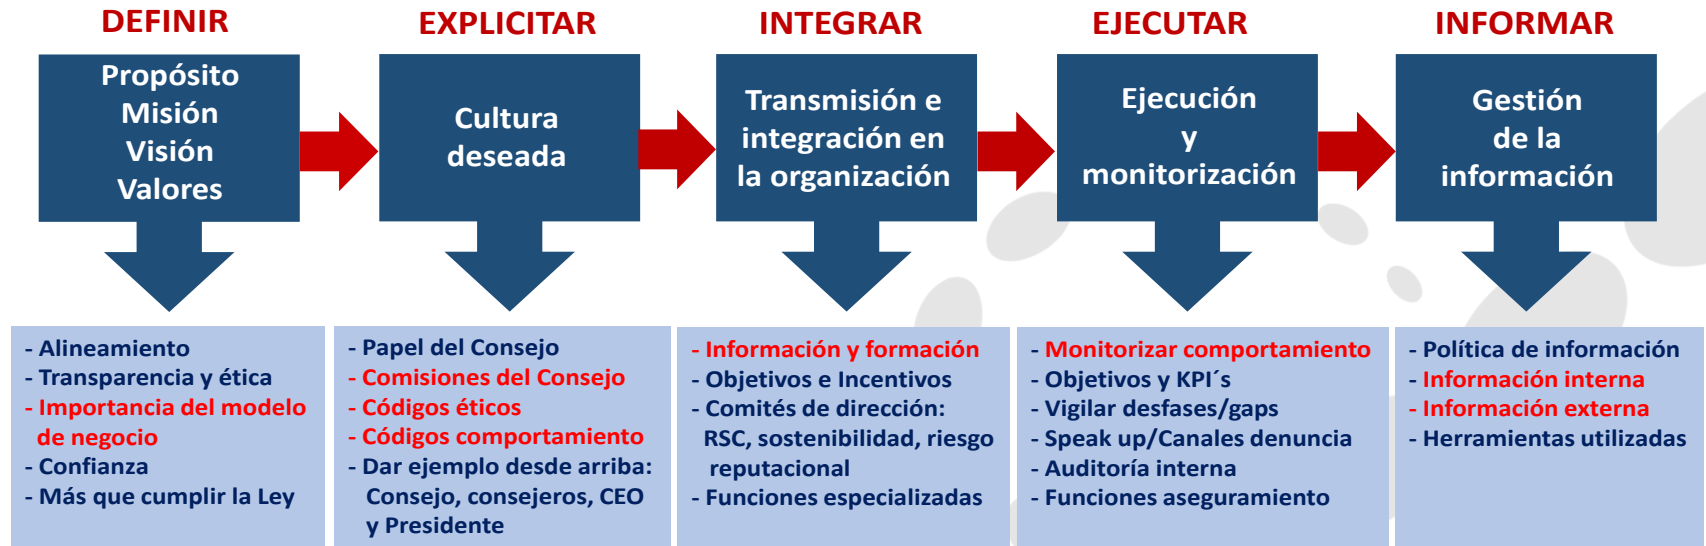 DEFINIR
Propósito
Misión
Visión
Valores
- Alineamiento
- Transparencia y ética
- Importancia del modelo
de negocio
- Confianza
- Más que cumplir la Ley
EXPLICITAR
Cultura
deseada
- Papel del Consejo
- Comisiones del Consejo
- Códigos éticos
- Códigos comportamiento
- Dar ejemplo desde arriba:
Consejo, consejeros, CEO
y Presidente
INTEGRAR
Transmisión e
integración en
la organización
- Información y formación
- Objetivos e Incentivos
- Comités de dirección:
RSC, sostenibilidad, riesgo
reputacional
- Funciones especializadas
EJECUTAR
Ejecución
y
monitorización
- Monitorizar comportamiento
- Objetivos y KPI´s
- Vigilar desfases/gaps
- Speak up/Canales denuncia
- Auditoría interna
- Funciones aseguramiento
INFORMAR
Gestión
de la
información
- Política de información
- Información interna
- Información externa
- Herramientas utilizadas